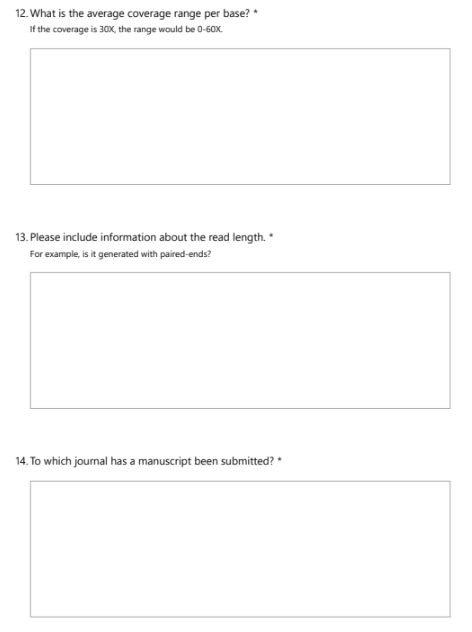 12. What is the average coverage range per base? *
If the coverage is 30X, the range would be 0-60X.
13. Please include information about the read length. *
For example, is it generated with paired-ends?
14. To which journal has a manuscript been submitted? *